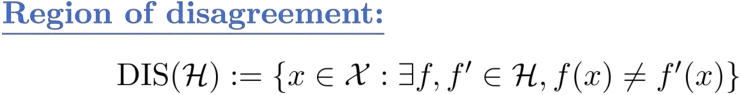 Region of disagreement:
DIS(ℋ) := {x ∈ 𝒳 : ∃f, f′ ∈ ℋ, f(x) ≠ f′(x)}